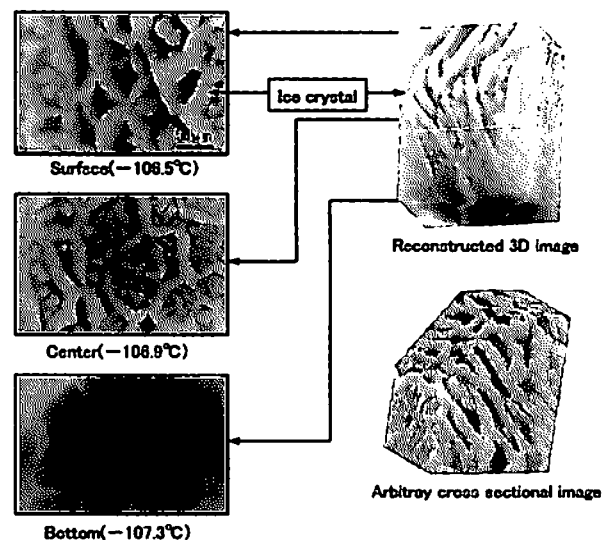 Ice crystal
Surface(−106.5℃)
Reconstructed 3D image
Center(−106.9℃)
Arbitray cross sectional image
Bottom(−107.3℃)